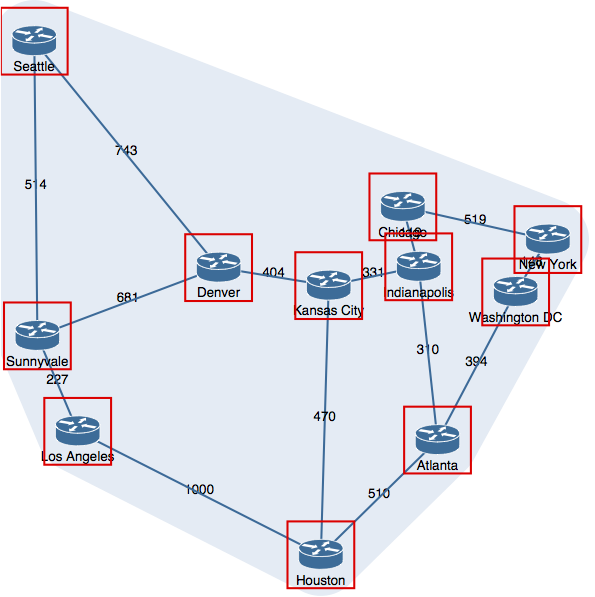 Seattle
743
514
Chicago
519
New York
Denver
404
331
Indianapolis
Kansas City
681
Washington DC
310
394
Sunnyvale
227
470
Los Angeles
Atlanta
1000
510
Houston